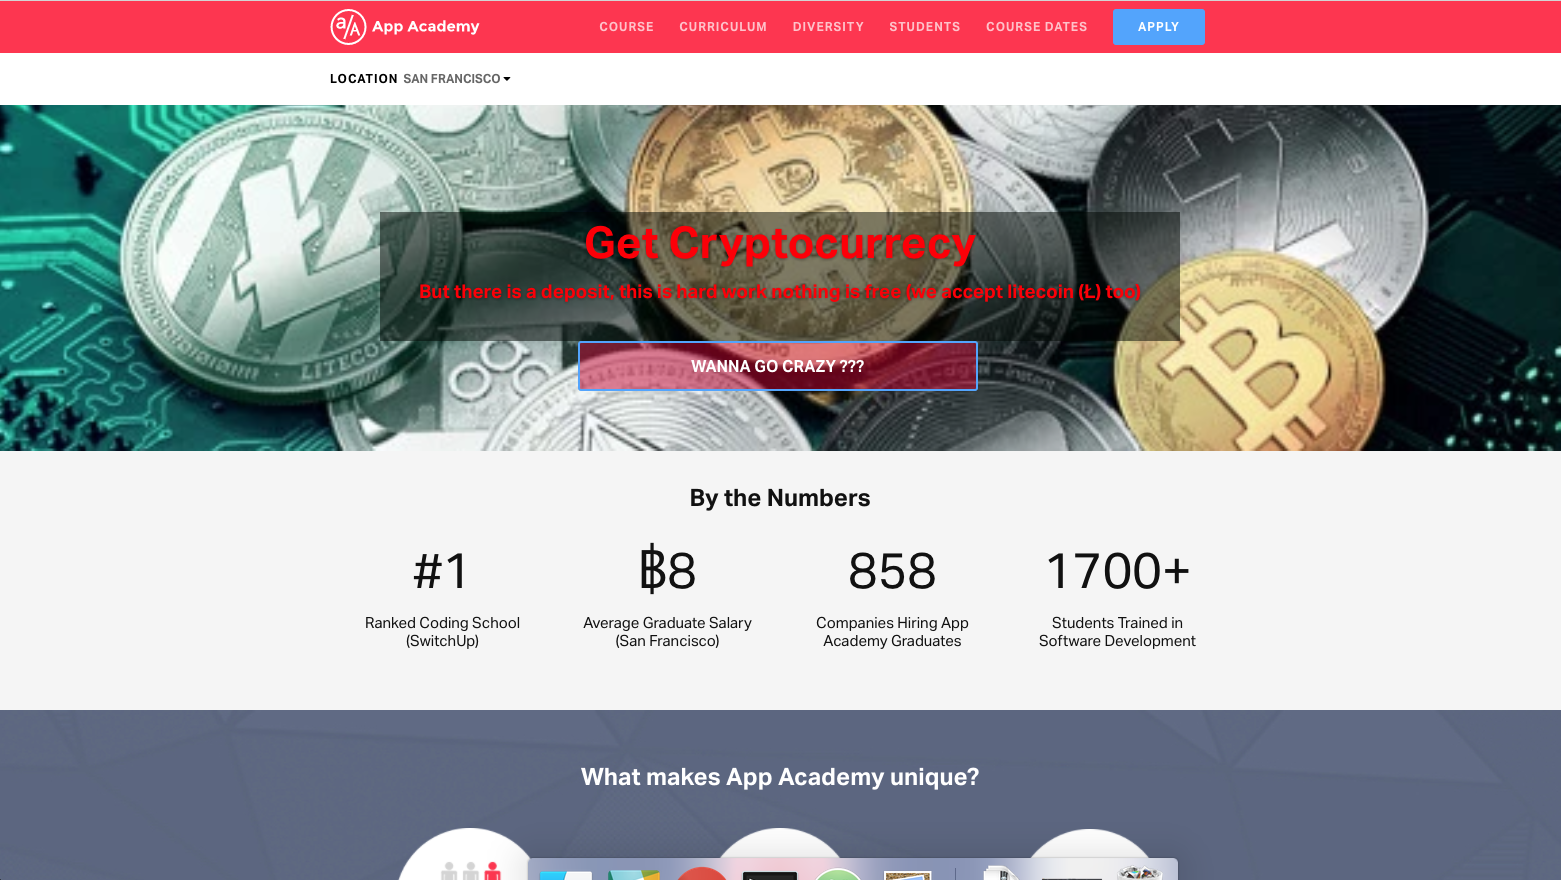 a/A App Academy
COURSE CURRICULUM DIVERSITY STUDENTS COURSE DATES APPLY
LOCATION SAN FRANCISCO
Get Cryptocurrecy
But there is a deposit, this is hard work nothing is free (we accept litecoin (Ł) too)
LITECOIN
WANNA GO CRAZY ???
By the Numbers
#1
Ranked Coding School
(SwitchUp)
฿8
Average Graduate Salary
(San Francisco)
858
Companies Hiring App
Academy Graduates
1700+
Students Trained in
Software Development
What makes App Academy unique?